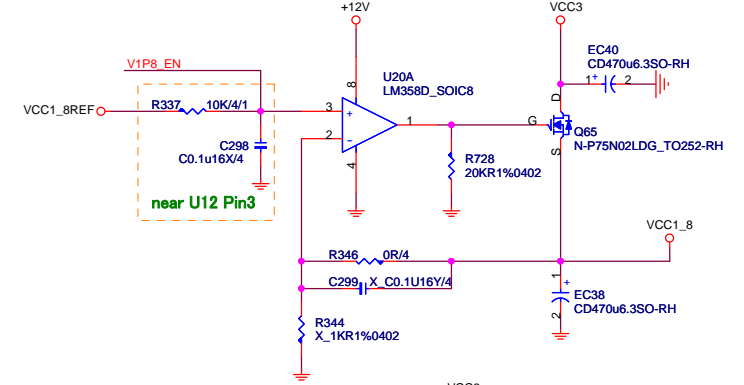 +12V
VCC3
V1P8_EN
EC40
CD470u6.3SO-RH
1 + 2
U20A
LM358D_SOIC8
8
VCC1_8REF
R337
10K/4/1
3
+
1
D
G
Q65
N-P75N02LDG_TO252-RH
S
2
-
4
C298
C0.1u16X/4
R728
20KR1%0402
near U12 Pin3
VCC1_8
R346
0R/4
C299
X_C0.1U16Y/4
1
+
EC38
CD470u6.3SO-RH
2
R344
X_1KR1%0402